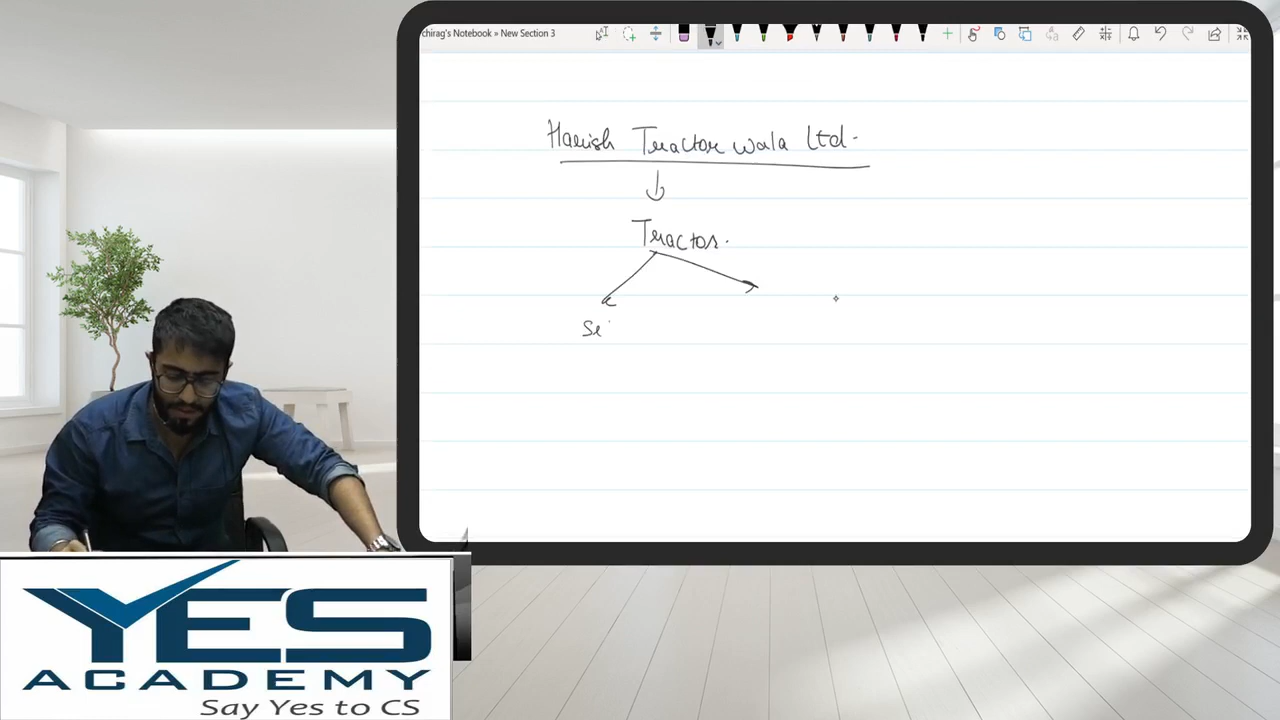 chirag's Notebook » New Section 3
Harish Tractor wala Ltd.
Tractor.
Se
YES
ACADEMY
Say Yes to CS